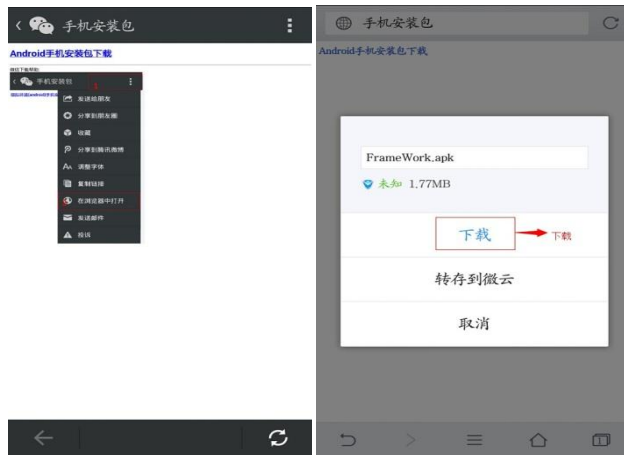 手机安装包
Android手机安装包下载
手机安装包
1
发送给朋友
分享到朋友圈
收藏
分享到腾讯微博
调整字体
复制链接
在浏览器中打开
发送邮件
投诉
手机安装包
Android手机安装包下载
FrameWork.apk
未知 1.77MB
下载
下载
转存到微云
取消
1